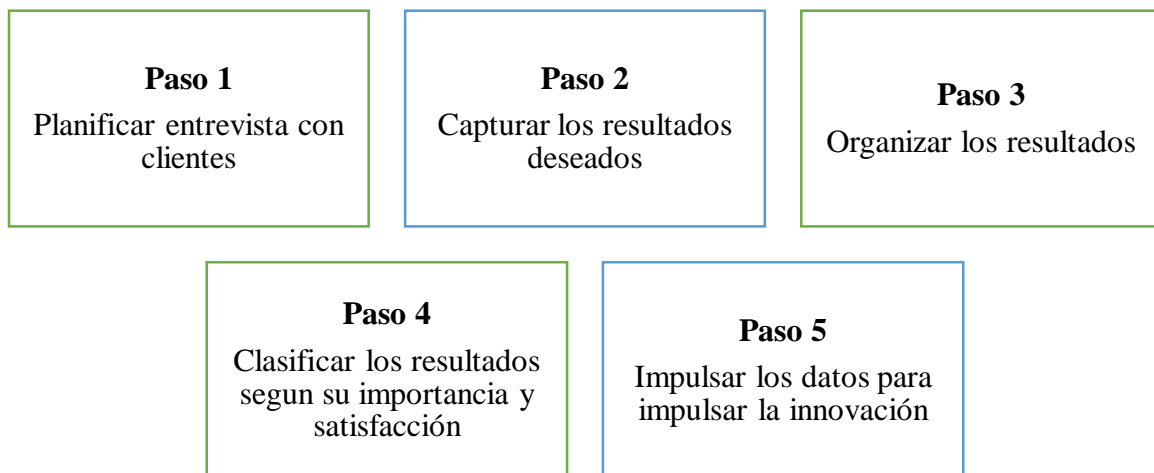 Paso 1
Planificar entrevista con
clientes
Paso 2
Capturar los resultados
deseados
Paso 3
Organizar los resultados
Paso 4
Clasificar los resultados
segun su importancia y
satisfacción
Paso 5
Impulsar los datos para
impulsar la innovación